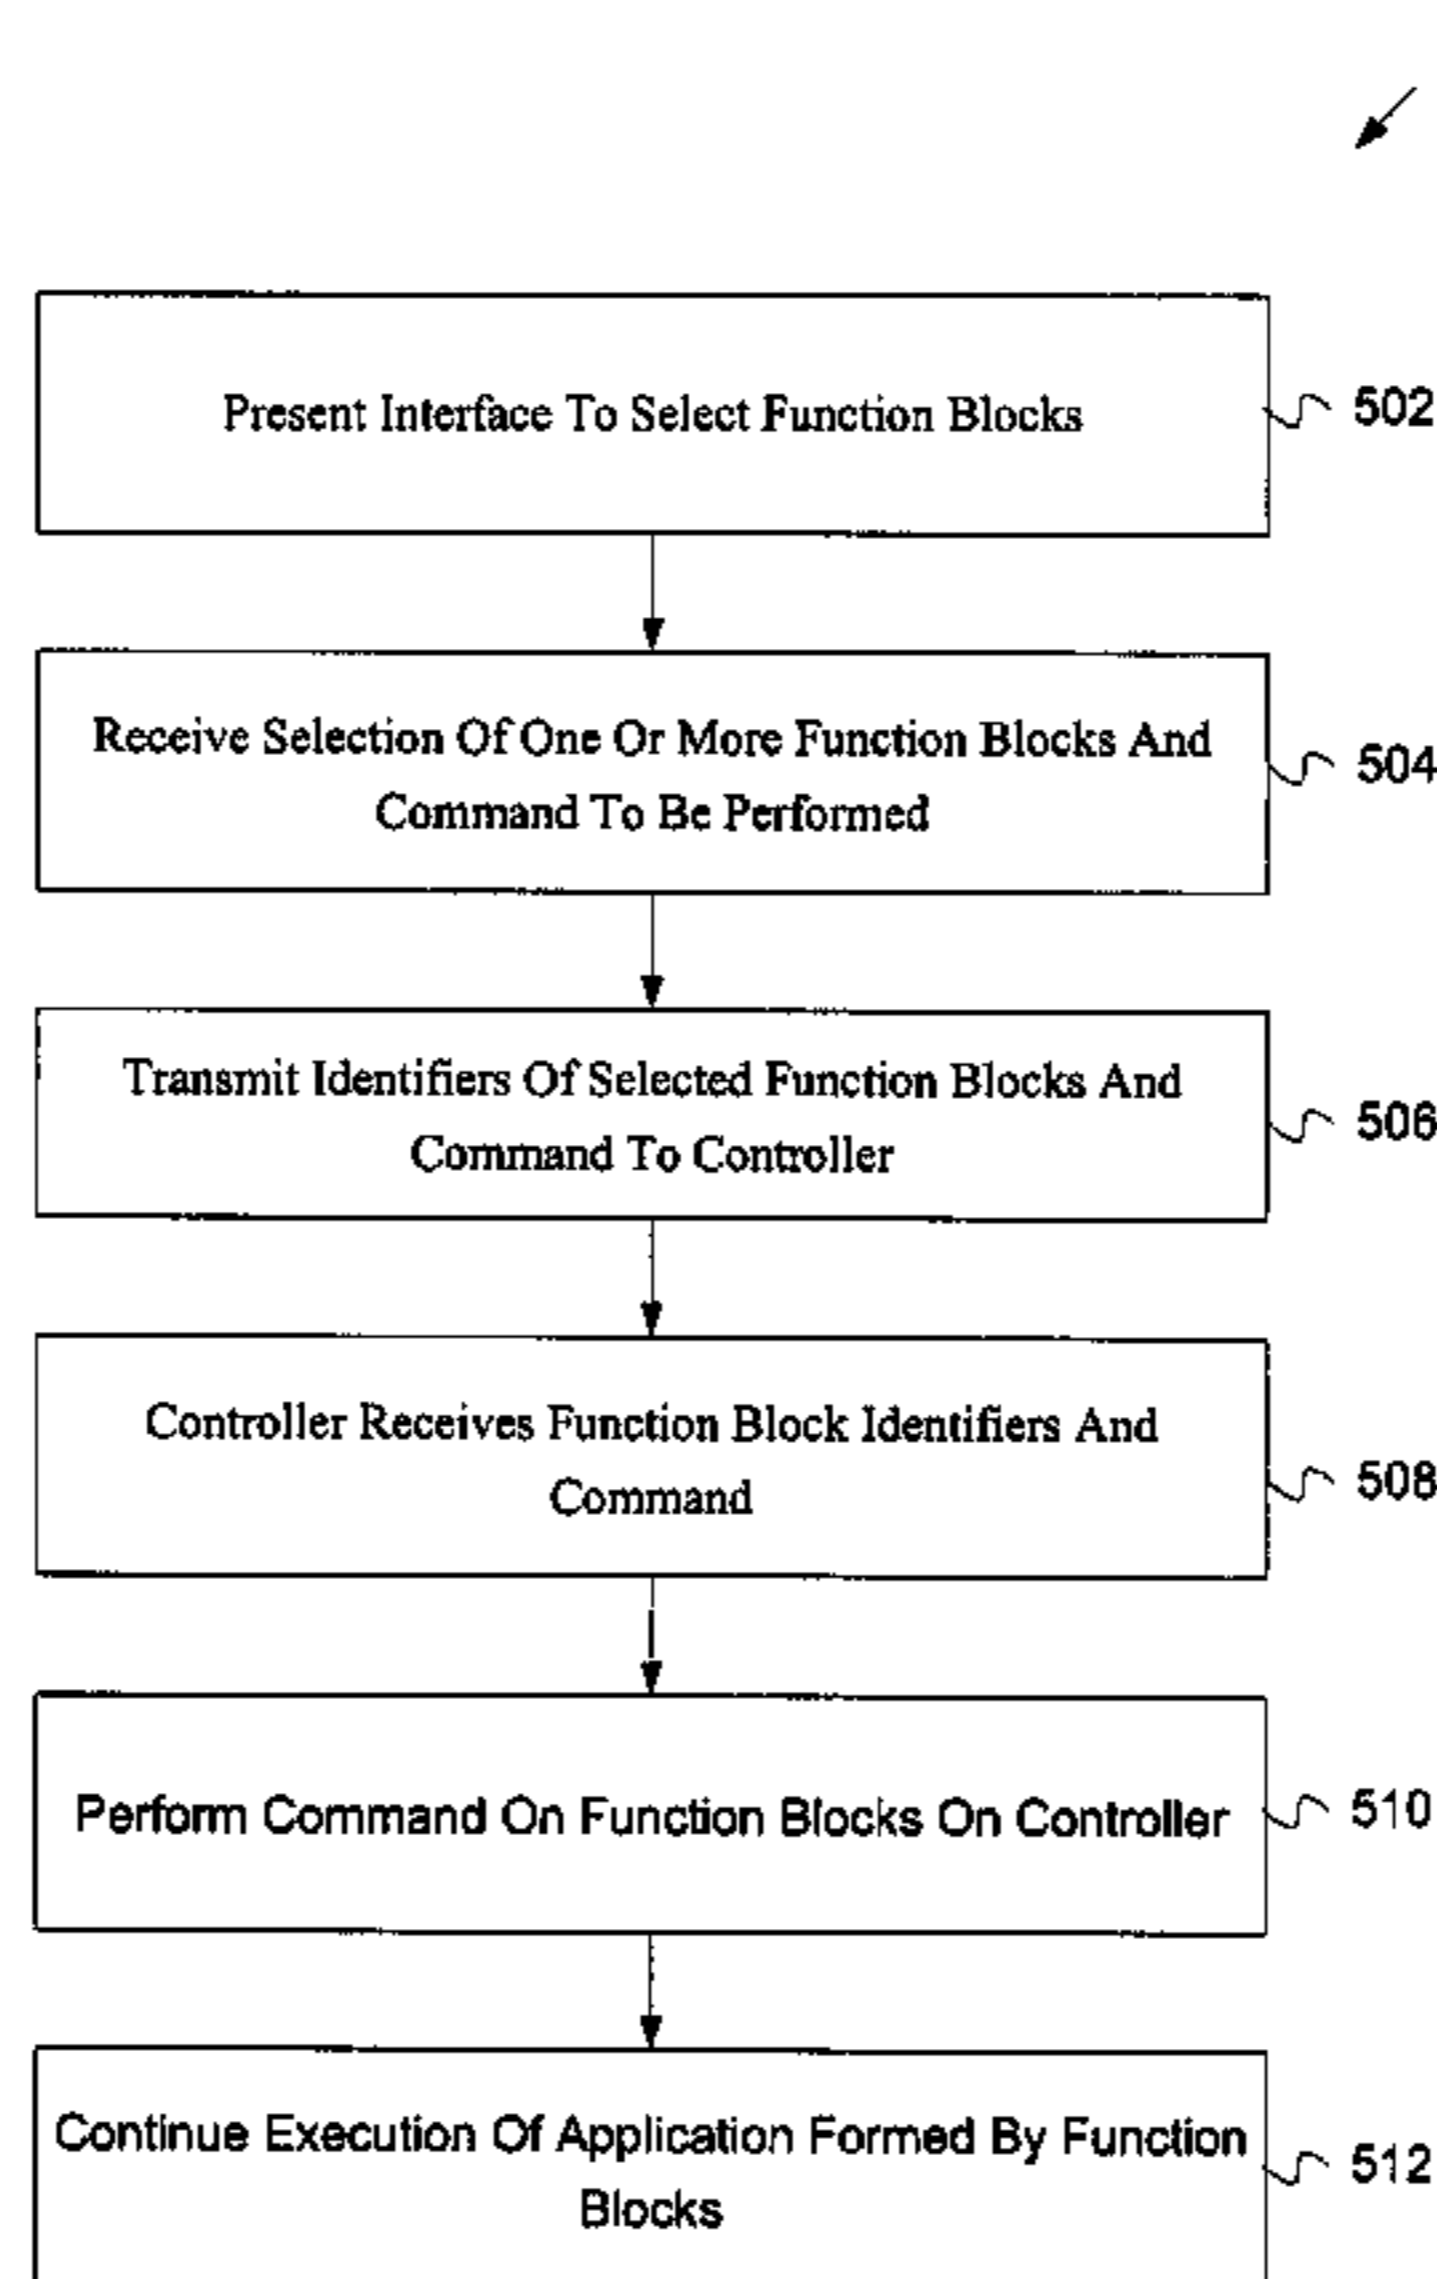 Present Interface To Select Function Blocks
502
Receive Selection Of One Or More Function Blocks And
Command To Be Performed
504
Transmit Identifiers Of Selected Function Blocks And
Command To Controller
506
Controller Receives Function Block Identifiers And
Command
508
Perform Command On Function Blocks On Controller
510
Continue Execution Of Application Formed By Function
Blocks
512